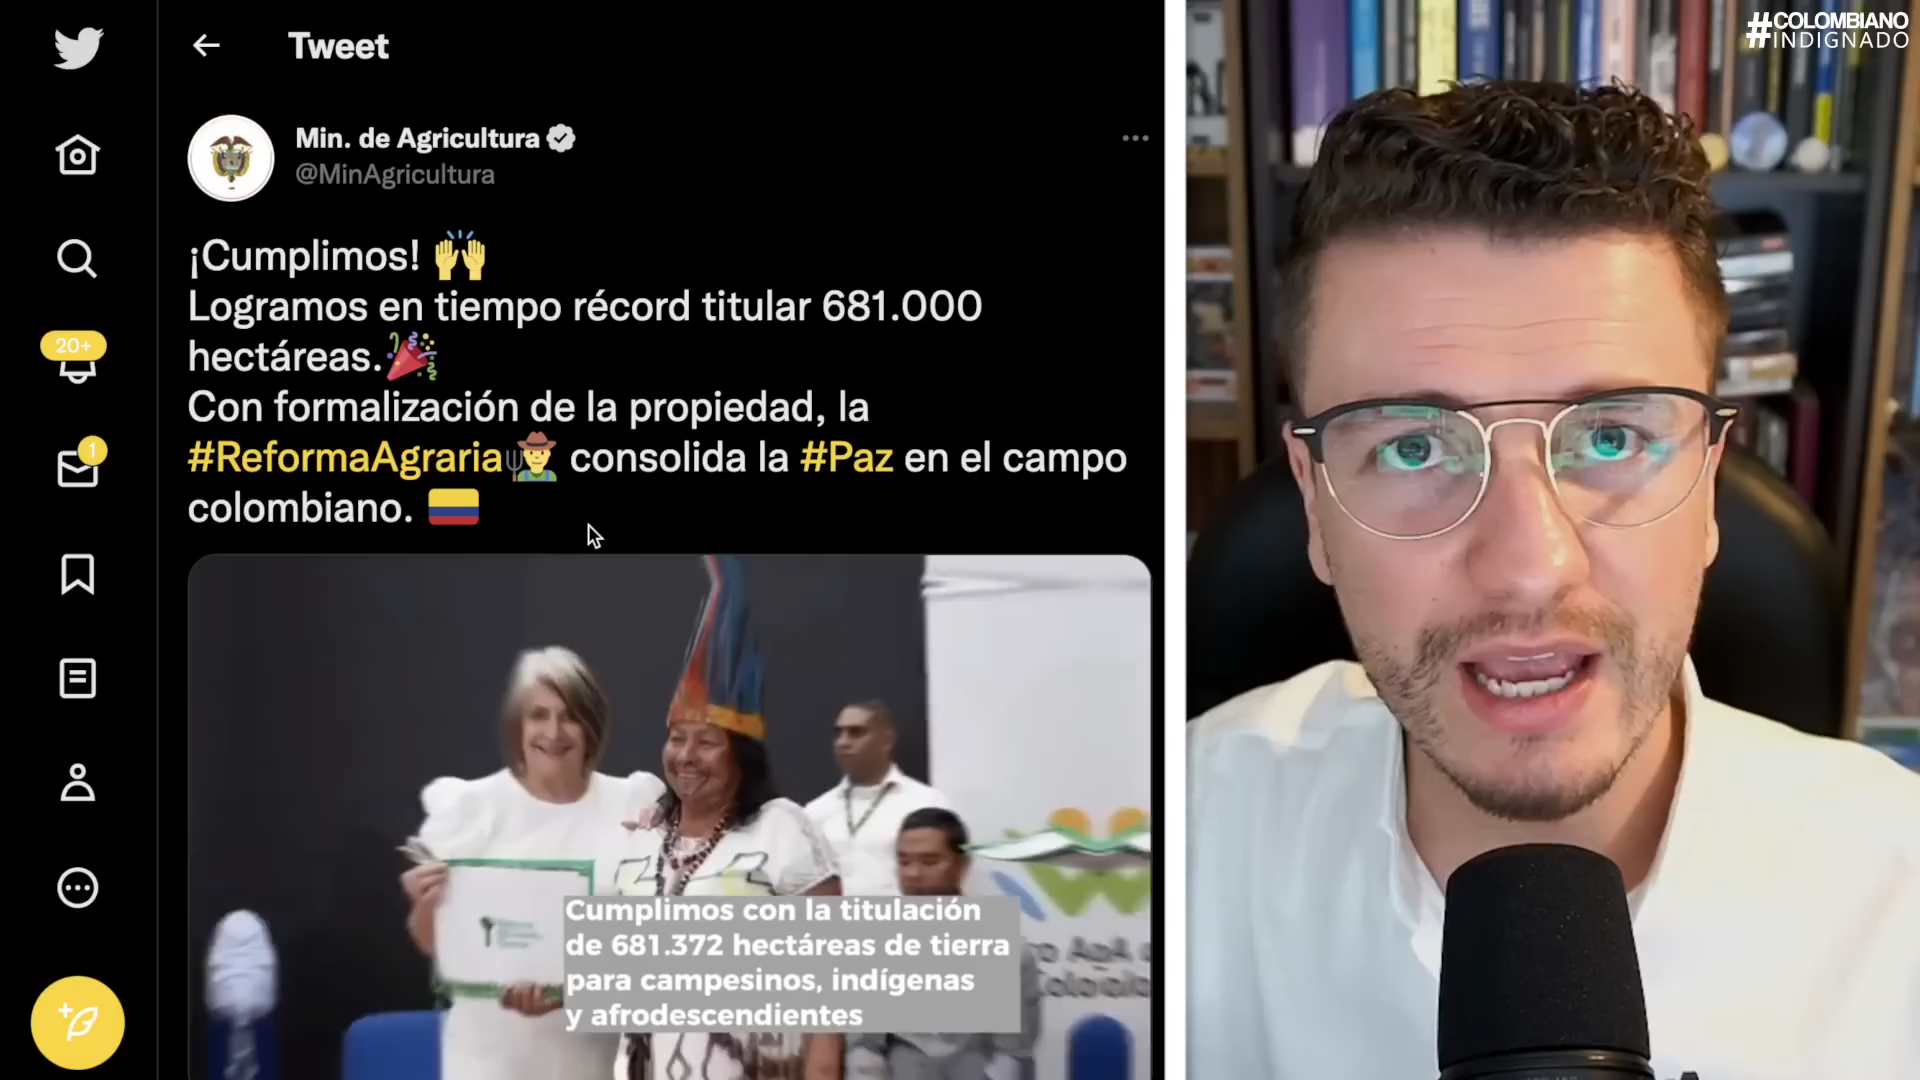 Tweet
#COLOMBIANO
INDIGNADO
Min. de Agricultura
@MinAgricultura
¡Cumplimos! 🙌
Logramos en tiempo récord titular 681.000
hectáreas.🎉
Con formalización de la propiedad, la
#ReformaAgraria🧑‍🌾 consolida la #Paz en el campo
colombiano. 🇨🇴
20+
1
Cumplimos con la titulación
de 681.372 hectáreas de tierra
para campesinos, indígenas
y afrodescendientes